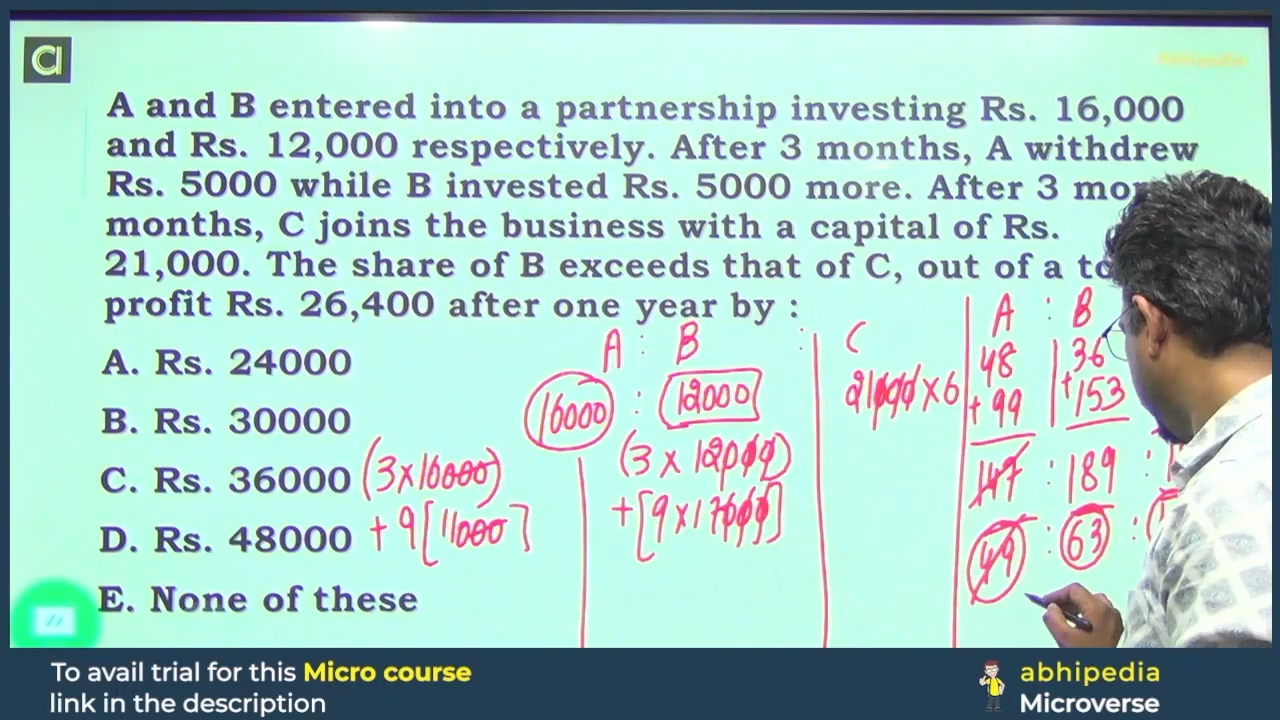 A and B entered into a partnership investing Rs. 16,000
and Rs. 12,000 respectively. After 3 months, A withdrew
Rs. 5000 while B invested Rs. 5000 more. After 3
months, C joins the business with a capital of Rs.
21,000. The share of B exceeds that of C, out of a
profit Rs. 26,400 after one year by :
A. Rs. 24000
B. Rs. 30000
C. Rs. 36000
D. Rs. 48000
E. None of these
A : B : C
16000 : 12000 21000 × 6
(3×16000) (3 × 12000)
+ 9[11000] + [9×17000]
A : B
48 36
+ 99 + 153
147 : 189 :
49 : 63 :
To avail trial for this Micro course
link in the description
abhipedia
Microverse